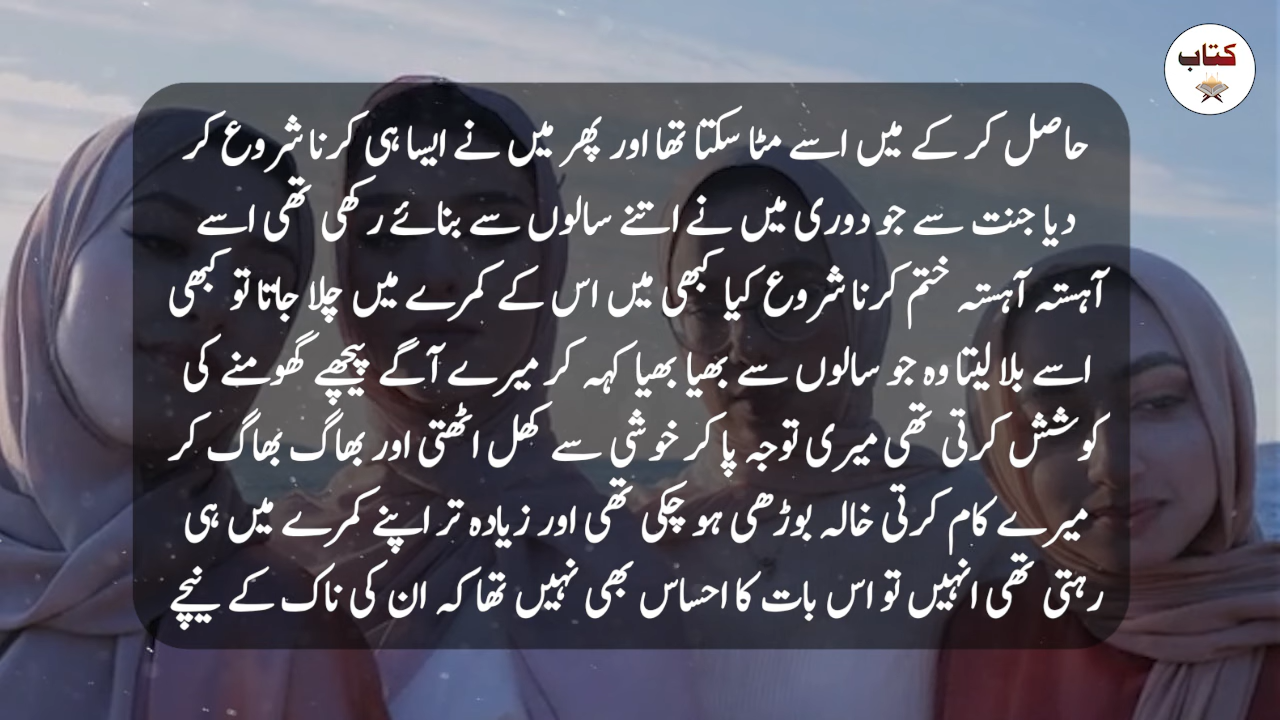 کتاب
حاصل کر کے میں اسے مٹا سکتا تھا اور پھر میں نے ایسا ہی کرنا شروع کر
دیا جنت سے جو دوری میں نے اتنے سالوں سے بنائے رکھی تھی اسے
آہستہ آہستہ ختم کرنا شروع کیا کبھی میں اس کے کمرے میں چلا جاتا تو کبھی
اسے بلا لیتا وہ جو سالوں سے بھیا بھیا کہہ کر میرے آگے پیچھے گھومنے کی
کوشش کرتی تھی میری توجہ پا کر خوشی سے کھل اٹھتی اور بھاگ بھاگ کر
میرے کام کرتی خالہ بوڑھی ہو چکی تھی اور زیادہ تر اپنے کمرے میں ہی
رہتی تھی انہیں تو اس بات کا احساس بھی نہیں تھا کہ ان کی ناک کے نیچے